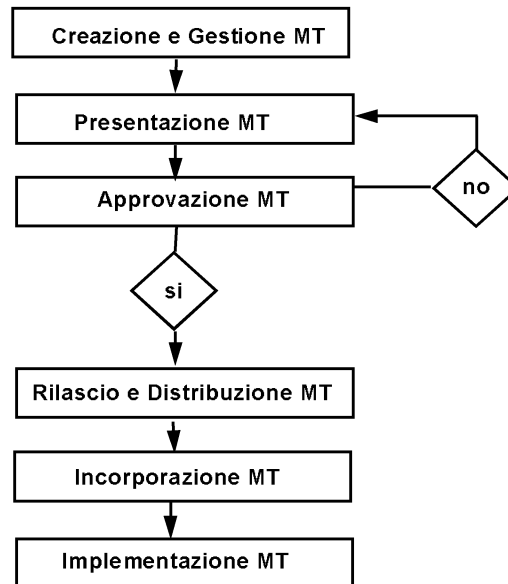 Creazione e Gestione MT
Presentazione MT
Approvazione MT
no
si
Rilascio e Distribuzione MT
Incorporazione MT
Implementazione MT